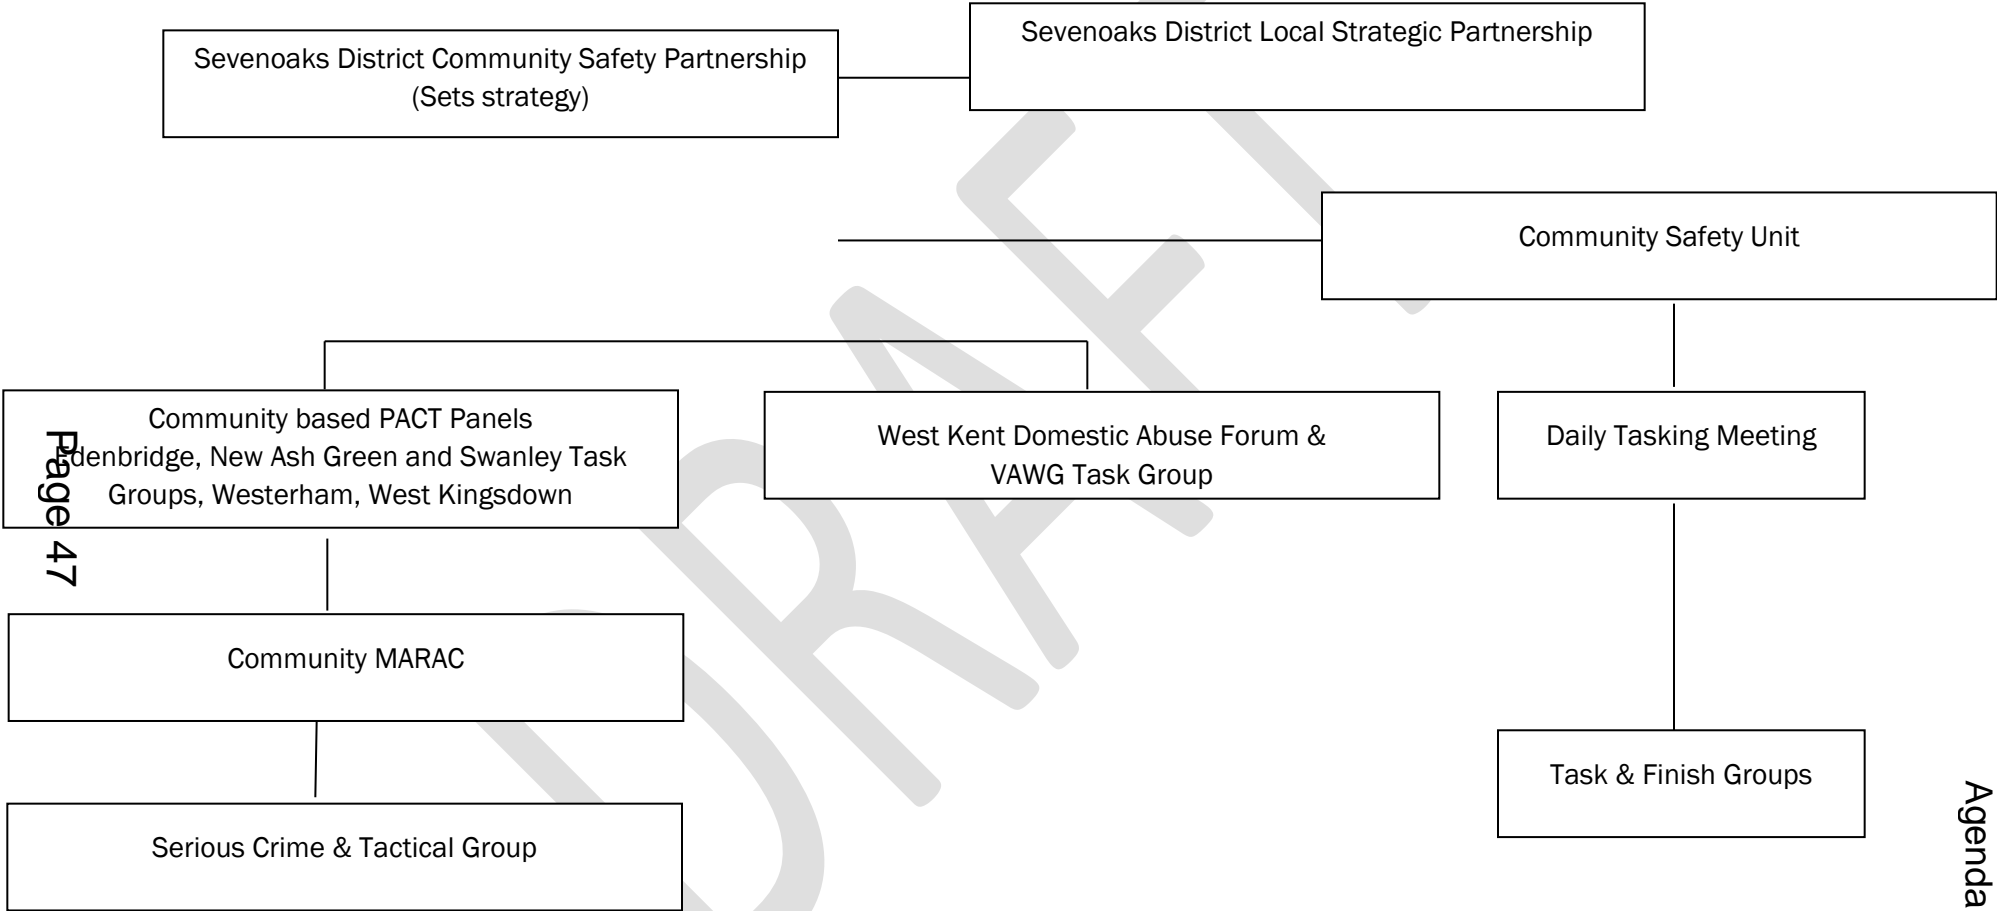 Sevenoaks District Local Strategic Partnership
Sevenoaks District Community Safety Partnership
(Sets strategy)
Community Safety Unit
Community based PACT Panels
Edenbridge, New Ash Green and Swanley Task
Groups, Westerham, West Kingsdown
West Kent Domestic Abuse Forum &
VAWG Task Group
Daily Tasking Meeting
Community MARAC
Task & Finish Groups
Serious Crime & Tactical Group
Page 47
Agenda
DRAFT